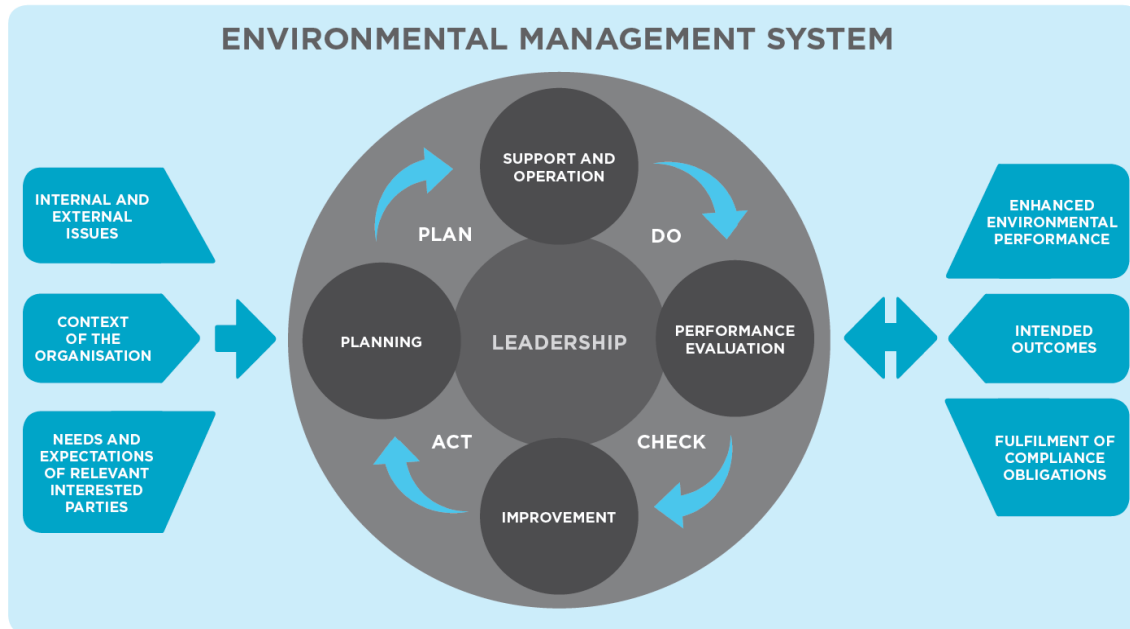 ENVIRONMENTAL MANAGEMENT SYSTEM
INTERNAL AND
EXTERNAL
ISSUES
CONTEXT
OF THE
ORGANISATION
NEEDS AND
EXPECTATIONS
OF RELEVANT
INTERESTED
PARTIES
SUPPORT AND
OPERATION
PLAN
DO
PLANNING
LEADERSHIP
PERFORMANCE
EVALUATION
ACT
CHECK
IMPROVEMENT
ENHANCED
ENVIRONMENTAL
PERFORMANCE
INTENDED
OUTCOMES
FULFILMENT OF
COMPLIANCE
OBLIGATIONS